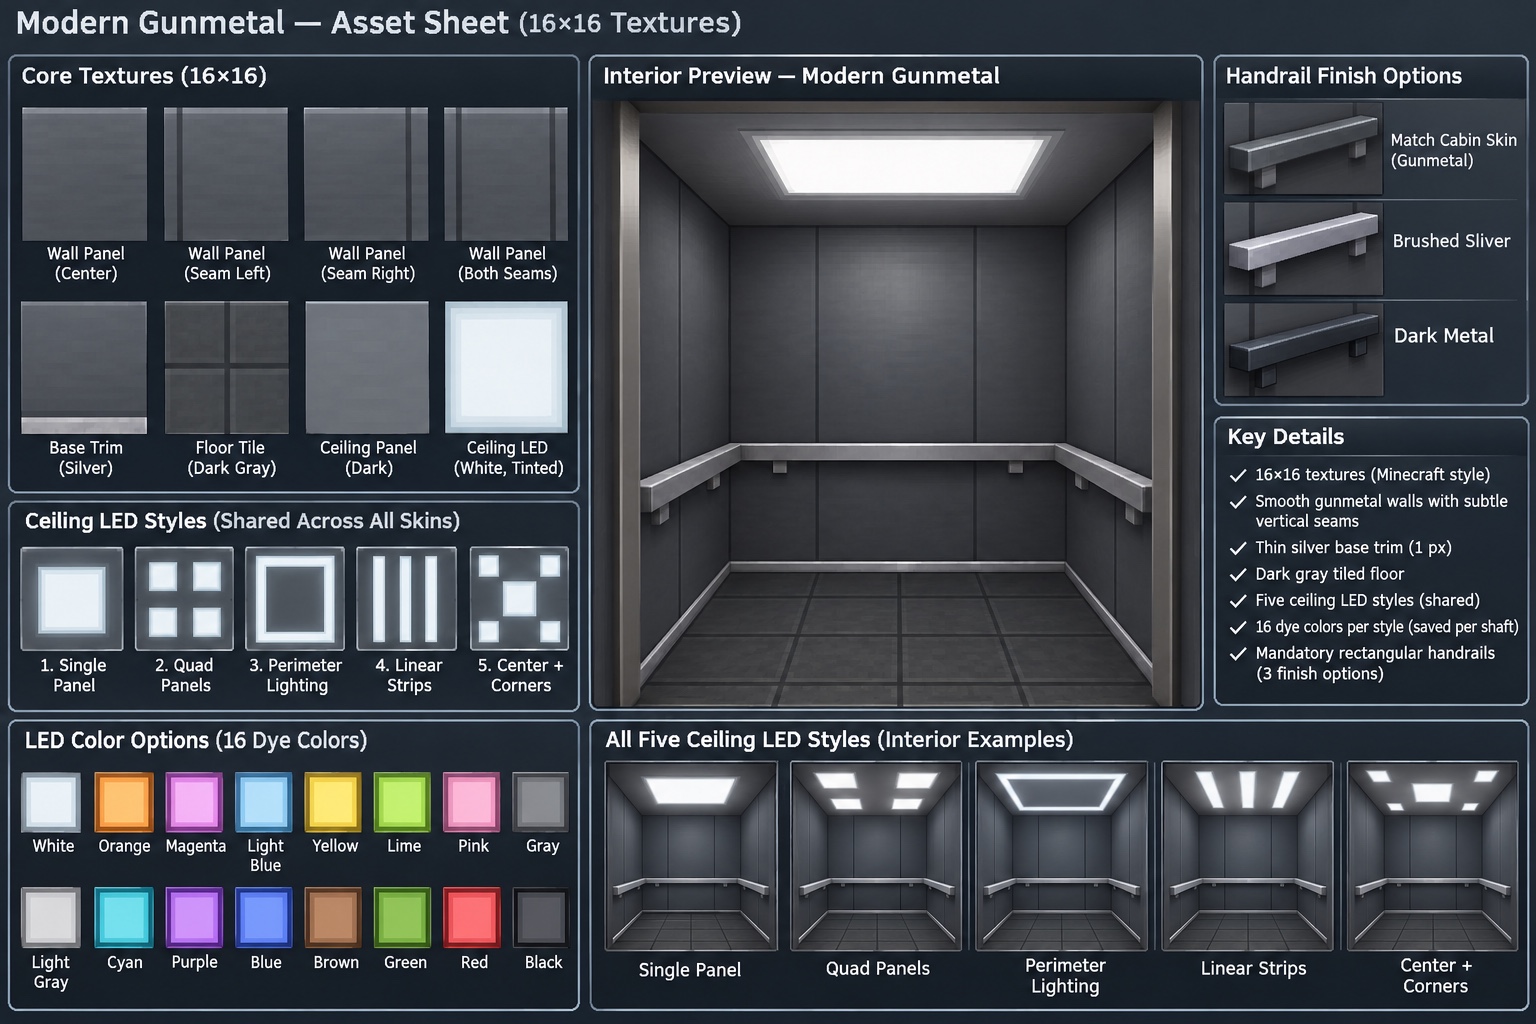 Modern Gunmetal — Asset Sheet (16×16 Textures)
Core Textures (16×16)
Wall Panel
(Center)
Wall Panel
(Seam Left)
Wall Panel
(Seam Right)
Wall Panel
(Both Seams)
Base Trim
(Silver)
Floor Tile
(Dark Gray)
Ceiling Panel
(Dark)
Ceiling LED
(White, Tinted)
Ceiling LED Styles (Shared Across All Skins)
1. Single
Panel
2. Quad
Panels
3. Perimeter
Lighting
4. Linear
Strips
5. Center +
Corners
LED Color Options (16 Dye Colors)
White
Orange
Magenta
Light
Blue
Yellow
Lime
Pink
Gray
Light
Gray
Cyan
Purple
Blue
Brown
Green
Red
Black
Interior Preview — Modern Gunmetal
Handrail Finish Options
Match Cabin Skin
(Gunmetal)
Brushed Sliver
Dark Metal
Key Details
✓ 16×16 textures (Minecraft style)
✓ Smooth gunmetal walls with subtle
vertical seams
✓ Thin silver base trim (1 px)
✓ Dark gray tiled floor
✓ Five ceiling LED styles (shared)
✓ 16 dye colors per style (saved per shaft)
✓ Mandatory rectangular handrails
(3 finish options)
All Five Ceiling LED Styles (Interior Examples)
Single Panel
Quad Panels
Perimeter
Lighting
Linear Strips
Center +
Corners